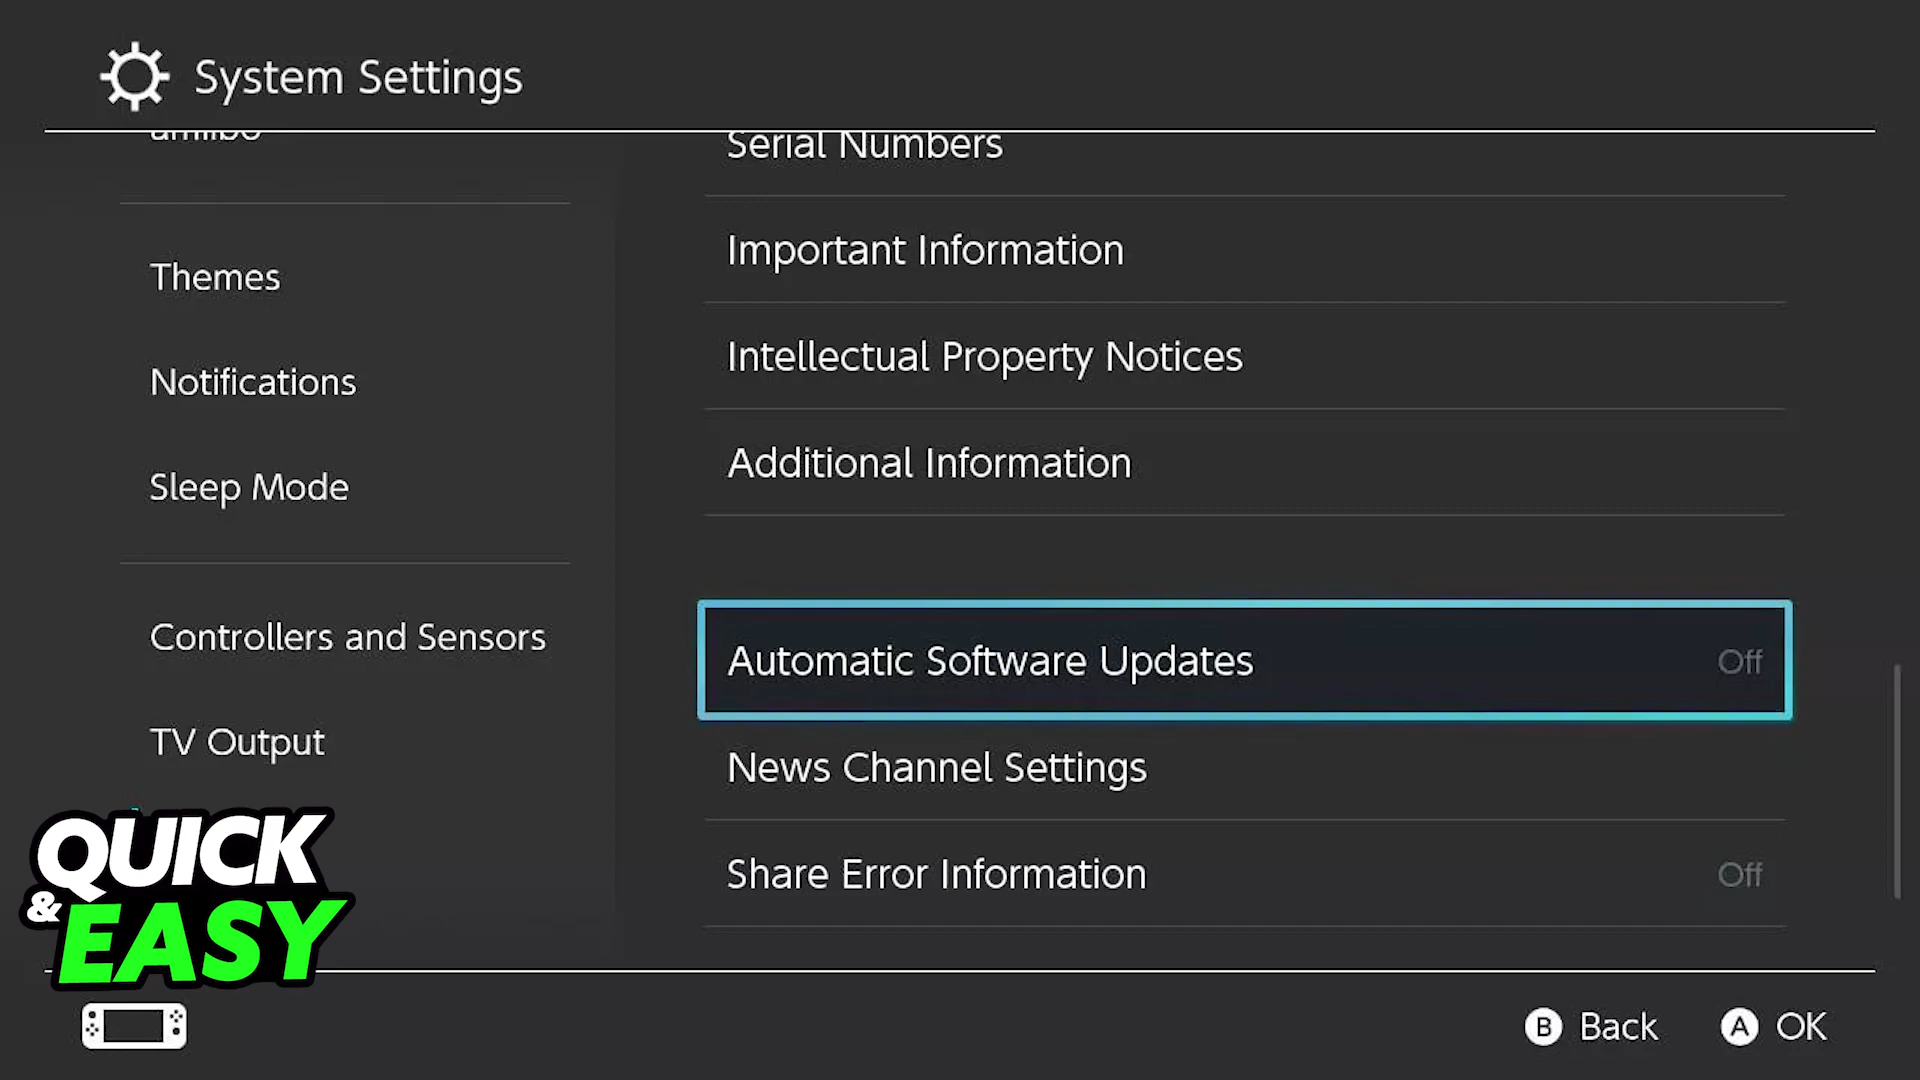 System Settings
amiibo
Themes
Notifications
Sleep Mode
Controllers and Sensors
TV Output
Serial Numbers
Important Information
Intellectual Property Notices
Additional Information
Automatic Software Updates Off
News Channel Settings
Share Error Information Off
QUICK
& EASY
B Back A OK